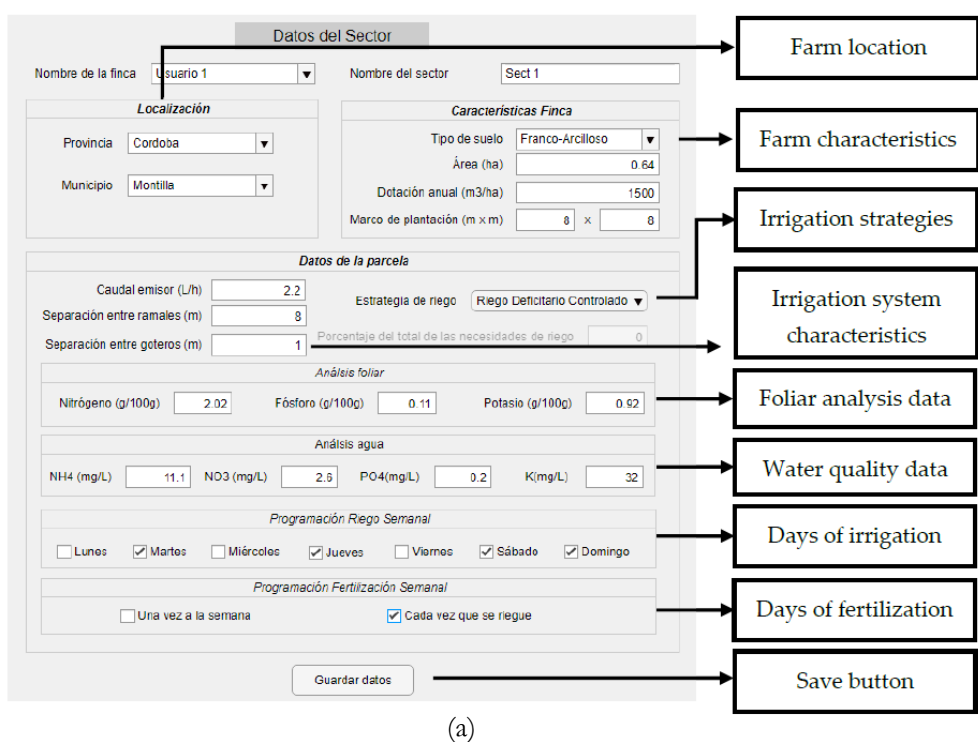 Datos del Sector
Farm location
Nombre de la finca Usuario 1 Nombre del sector Sect 1
Localización
Provincia Cordoba
Municipio Montilla
Características Finca
Tipo de suelo Franco-Arcilloso
Área (ha) 0.64
Dotación anual (m3/ha) 1500
Marco de plantación (m x m) 8 x 8
Farm characteristics
Irrigation strategies
Datos de la parcela
Caudal emisor (L/h) 2.2
Separación entre ramales (m) 8
Separación entre goteros (m) 1
Estrategia de riego Riego Deficitario Controlado
Porcentaje del total de las necesidades de riego 0
Irrigation system
characteristics
Análsis foliar
Nitrógeno (g/100g) 2.02 Fósforo (g/100g) 0.11 Potasio (g/100g) 0.92
Foliar analysis data
Análsis agua
NH4 (mg/L) 11.1 NO3 (mg/L) 2.6 PO4(mg/L) 0.2 K(mg/L) 32
Water quality data
Programación Riego Semanal
Lunes Martes Miércoles Jueves Viernes Sábado Domingo
Days of irrigation
Programación Fertilización Semanal
Una vez a la semana Cada vez que se riegue
Days of fertilization
Guardar datos
Save button
(a)